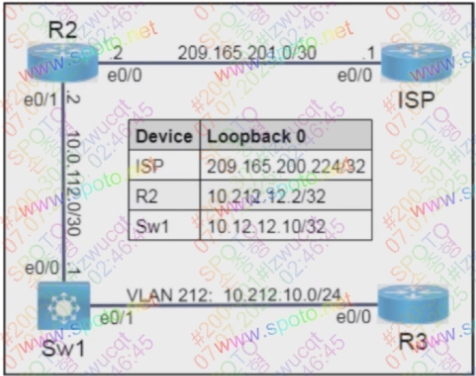 R2
.2
209.165.201.0/30
.1
e0/0
e0/0
e0/1
ISP
.2
10.0.112.0/30
.1
Device
Loopback 0
ISP
209.165.200.224/32
R2
10.212.12.2/32
Sw1
10.12.12.10/32
e0/0
VLAN 212: 10.212.10.0/24
e0/1
e0/0
Sw1
R3
www.spoto.net